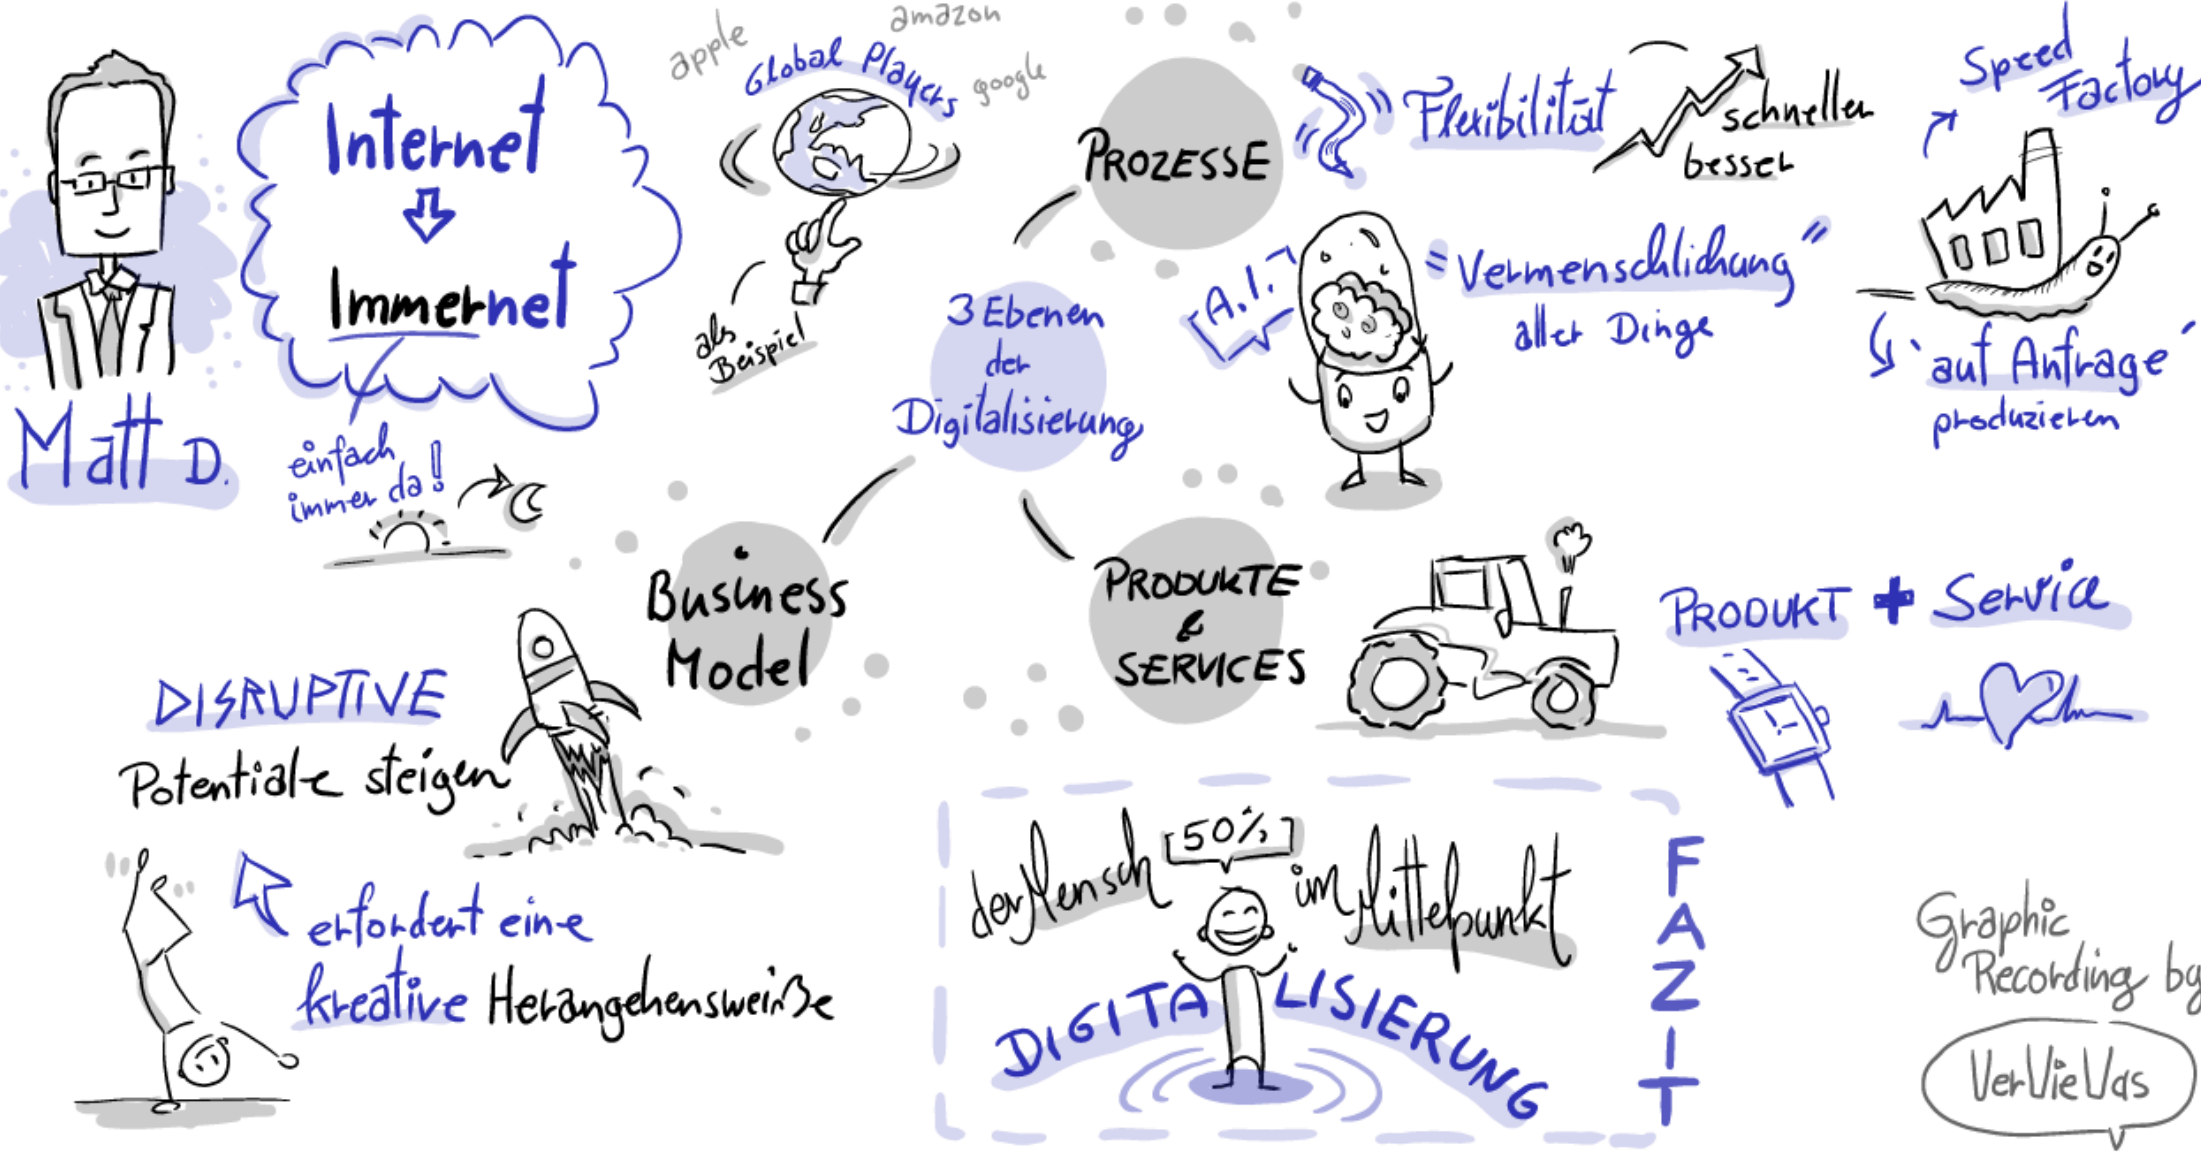 Matt D.
Internet
Immernet
einfach
immer da!
apple
amazon
google
Global Players
als
Beispiel
3 Ebenen
der
Digitalisierung
PROZESSE
Flexibilität
schneller
besser
A.I.
"Vermenschlichung"
aller Dinge
Speed
Factory
"auf Anfrage"
produzieren
Business
Model
DISRUPTIVE
Potentiale steigen
erfordert eine
kreative Herangehensweiße
PRODUKTE
&
SERVICES
PRODUKT + Service
der Mensch
50%
im Mittelpunkt
DIGITALISIERUNG
FAZIT
Graphic
Recording by
VerVieVas